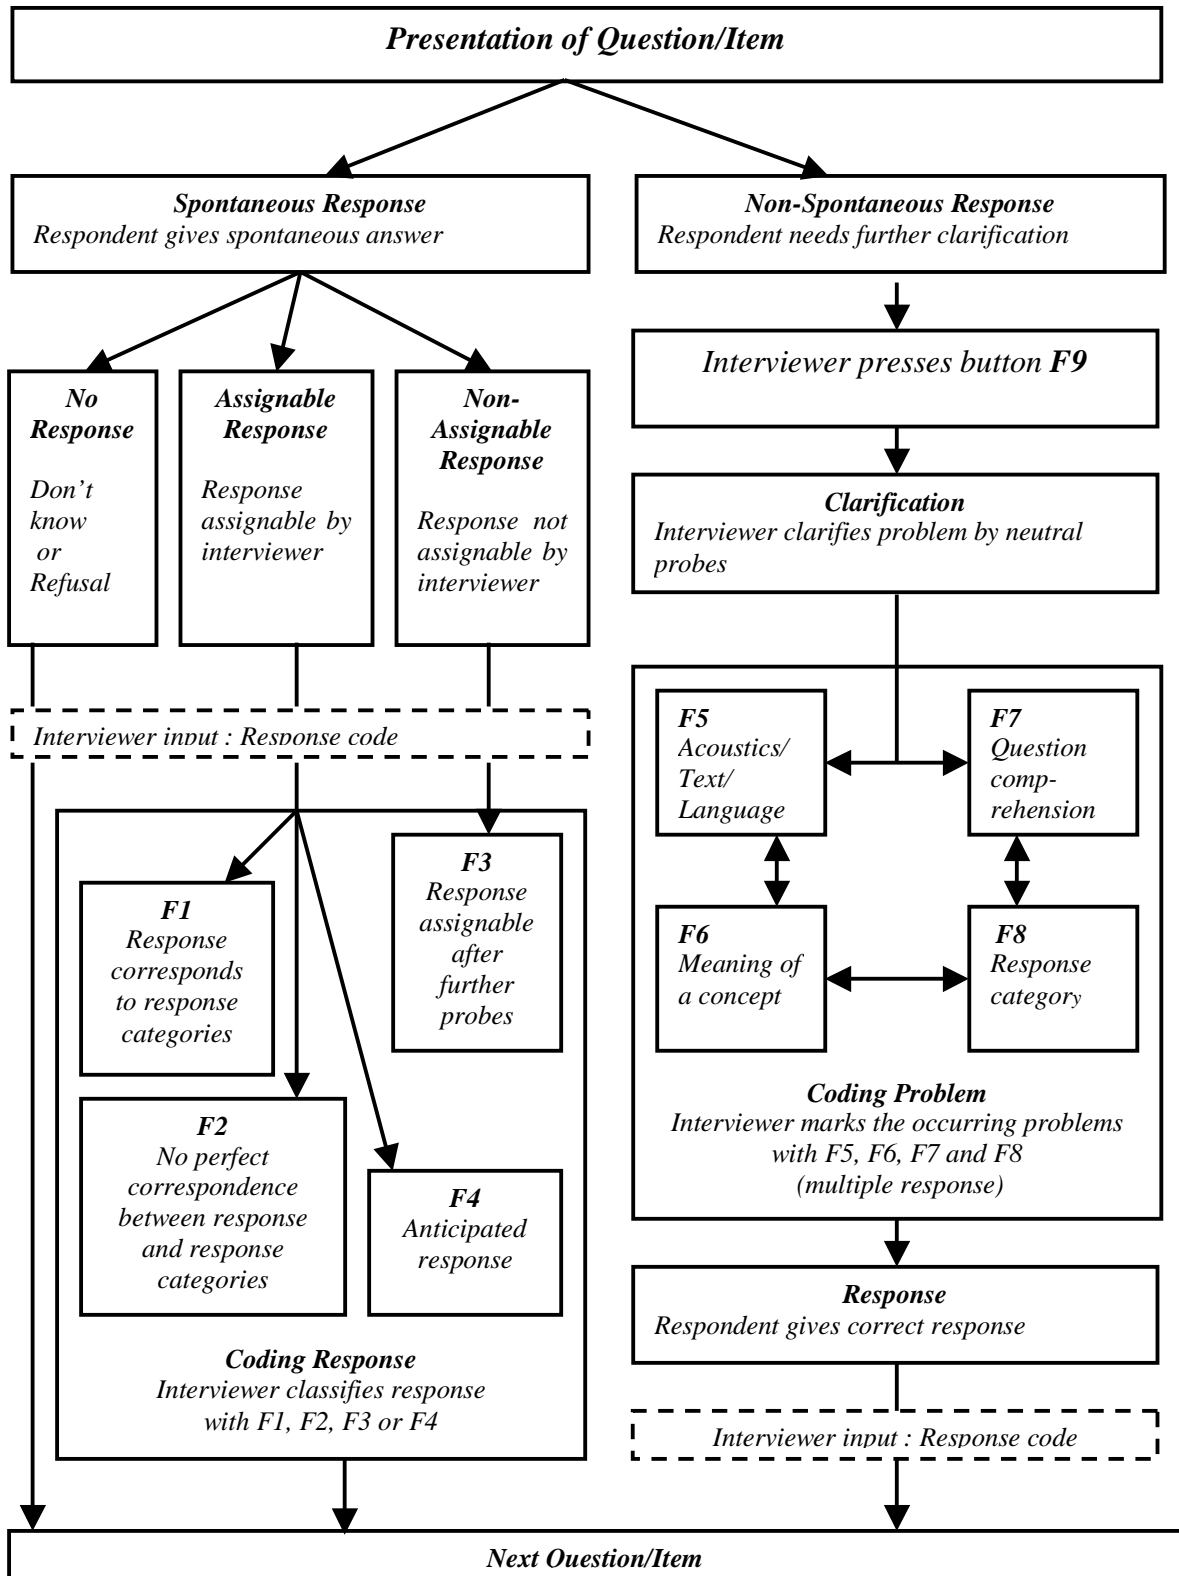 Presentation of Question/Item
Spontaneous Response
Respondent gives spontaneous answer
Non-Spontaneous Response
Respondent needs further clarification
No
Response
Don't
know
or
Refusal
Assignable
Response
Response
assignable by
interviewer
Non-
Assignable
Response
Response not
assignable by
interviewer
Interviewer presses button F9
Clarification
Interviewer clarifies problem by neutral
probes
Interviewer input : Response code
F1
Response
corresponds
to response
categories
F3
Response
assignable
after
further
probes
F2
No perfect
correspondence
between response
and response
categories
F4
Anticipated
response
Coding Response
Interviewer classifies response
with F1, F2, F3 or F4
F5
Acoustics/
Text/
Language
F7
Question
comp-
rehension
F6
Meaning of
a concept
F8
Response
category
Coding Problem
Interviewer marks the occurring problems
with F5, F6, F7 and F8
(multiple response)
Response
Respondent gives correct response
Interviewer input : Response code
Next Question/Item